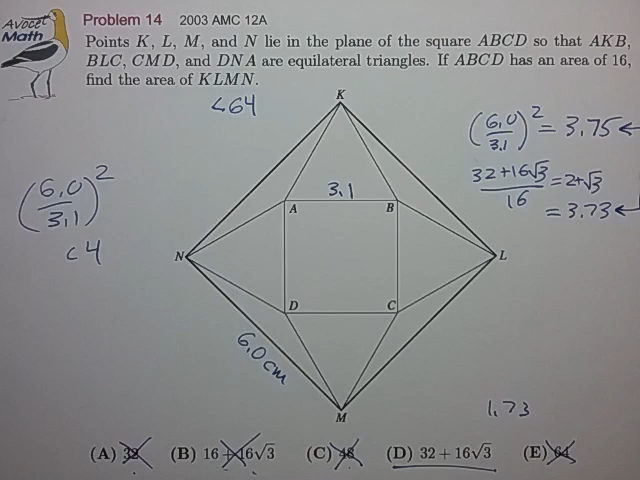 Avocet
Math
Problem 14 2003 AMC 12A
Points K, L, M, and N lie in the plane of the square ABCD so that AKB,
BLC, CMD, and DNA are equilateral triangles. If ABCD has an area of 16,
find the area of KLMN.
<64
K
(6.0/3.1)² = 3.75 ←
(32+16√3)/16 = 2+√3
= 3.73 ←
(6.0/3.1)²
<4
3.1
A
B
N
L
D
C
6.0 cm
M
1.73
(A) 32 (B) 16 + 16√3 (C) 48 (D) 32 + 16√3 (E) 64